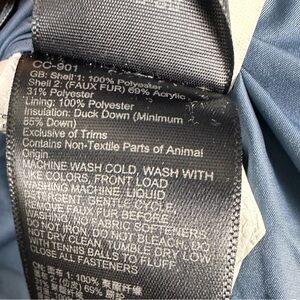 CC-901
GB: Shell 1: 100% Polyester
Shell 2: (FAUX FUR) 69% Acrylic
31% Polyester
Lining: 100% Polyester
Insulation: Duck Down (Minimum
85% Down)
Exclusive of Trims
Contains Non-Textile Parts of Animal
Origin
MACHINE WASH COLD, WASH WITH
LIKE COLORS, FRONT LOAD
WASHING MACHINE, LIQUID
DETERGENT, GENTLE CYCLE.
FAUX FUR BEFORE
WASHING. NO FABRIC SOFTENERS.
DO NOT IRON. DO NOT BLEACH. DO
NOT DRY CLEAN. TUMBLE DRY LOW
WITH TENNIS BALLS TO FLUFF.
CLOSE ALL FASTENERS
1: 100%
69%